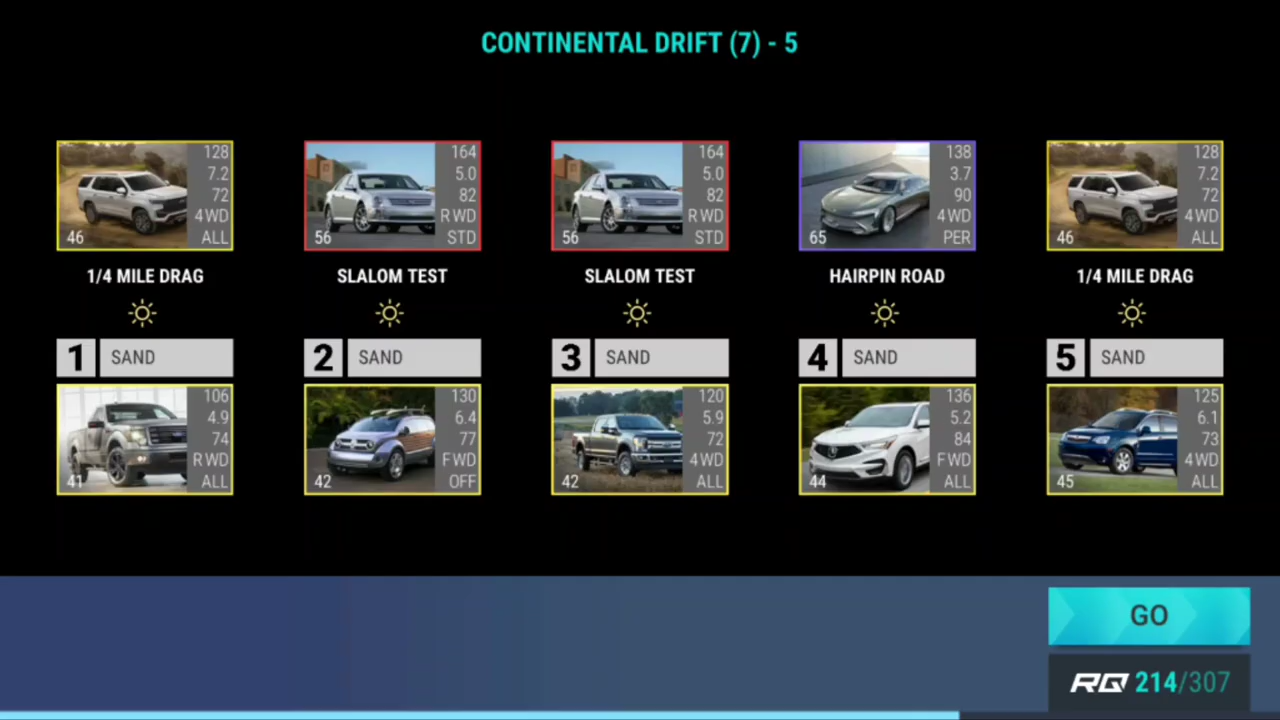 CONTINENTAL DRIFT (7) - 5
128
7.2
72
4WD
46 ALL
164
5.0
82
RWD
56 STD
164
5.0
82
RWD
56 STD
138
3.7
90
4WD
65 PER
128
7.2
72
4WD
46 ALL
1/4 MILE DRAG
SLALOM TEST
SLALOM TEST
HAIRPIN ROAD
1/4 MILE DRAG
1 SAND
2 SAND
3 SAND
4 SAND
5 SAND
106
4.9
74
RWD
41 ALL
130
6.4
77
FWD
42 OFF
120
5.9
72
4WD
42 ALL
136
5.2
84
FWD
44 ALL
125
6.1
73
4WD
45 ALL
GO
RQ 214/307